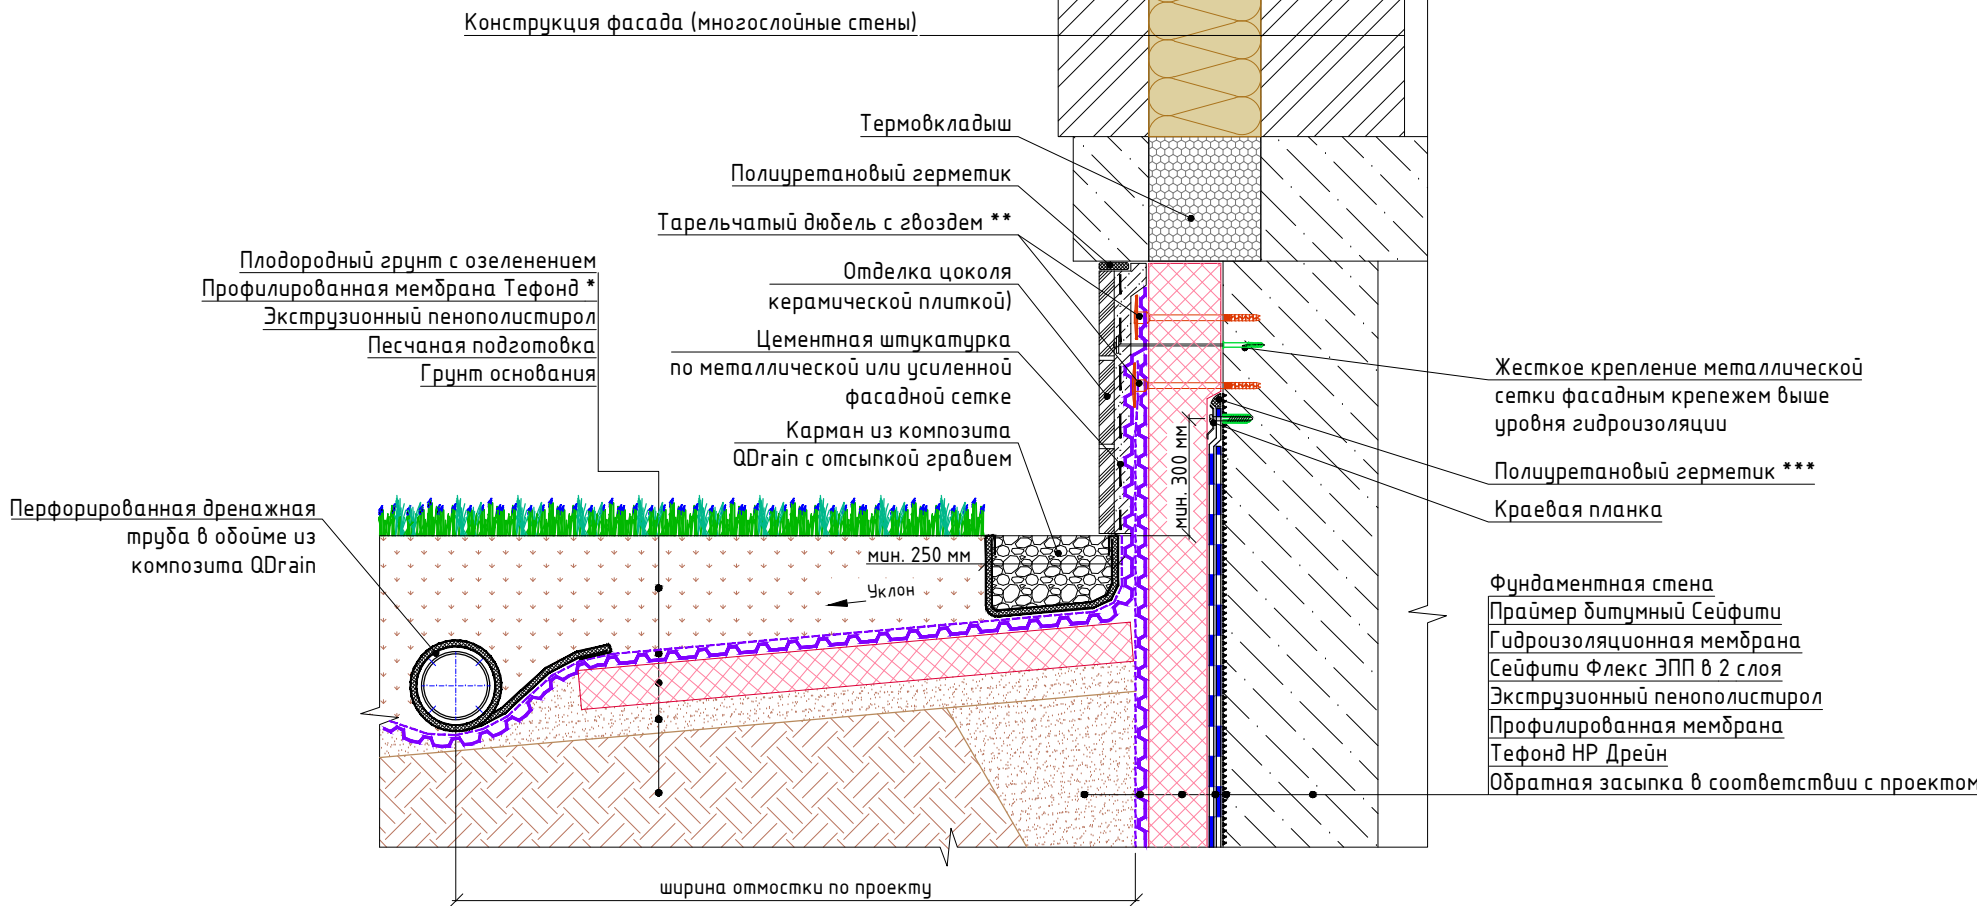 Конструкция фасада (многослойные стены)
Термовкладыш
Полиуретановый герметик
Тарельчатый дюбель с гвоздем **
Отделка цоколя
керамической плиткой)
Цементная штукатурка
по металлической или усиленной
фасадной сетке
Карман из композита
QDrain с отсыпкой гравием
Плодородный грунт с озеленением
Профилированная мембрана Тефонд *
Экструзионный пенополистирол
Песчаная подготовка
Грунт основания
Перфорированная дренажная
труба в обойме из
композита QDrain
мин. 250 мм
Уклон
мин. 300 мм
Жесткое крепление металлической
сетки фасадным крепежем выше
уровня гидроизоляции
Полиуретановый герметик ***
Краевая планка
Фундаментная стена
Праймер битумный Сейфити
Гидроизоляционная мембрана
Сейфити Флекс ЭПП в 2 слоя
Экструзионный пенополистирол
Профилированная мембрана
Тефонд НР Дрейн
Обратная засыпка в соответствии с проектом
ширина отмостки по проекту